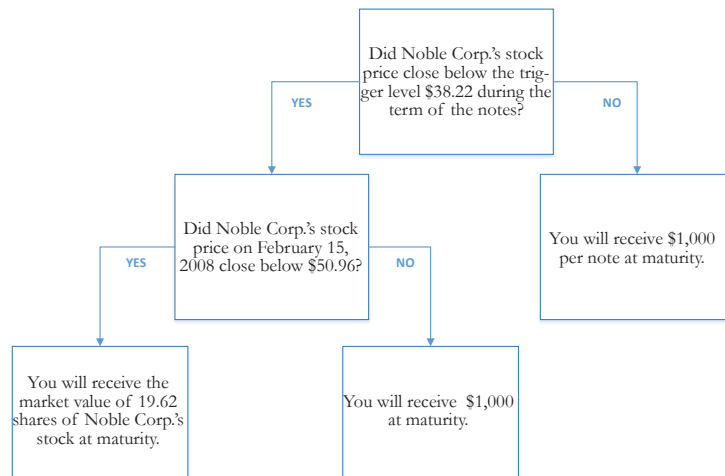 Did Noble Corp.'s stock
price close below the trig-
ger level $38.22 during the
term of the notes?
YES
NO
Did Noble Corp.'s stock
price on February 15,
2008 close below $50.96?
You will receive $1,000
per note at maturity.
YES
NO
You will receive the
market value of 19.62
shares of Noble Corp.'s
stock at maturity.
You will receive $1,000
at maturity.